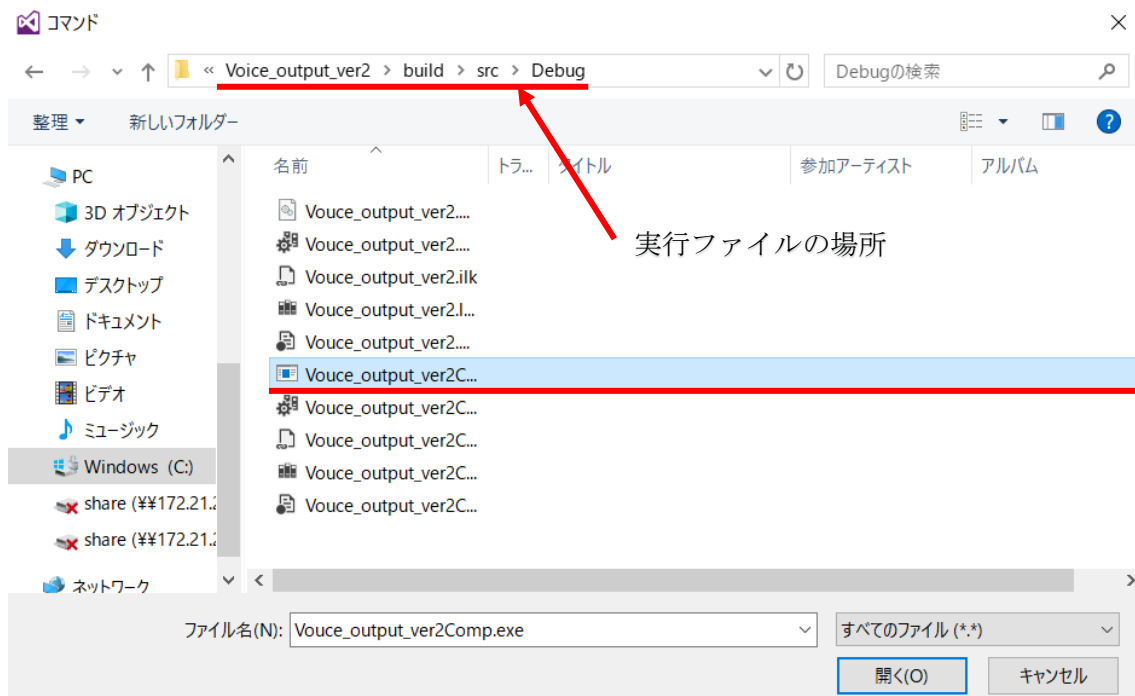 コマンド
« Voice_output_ver2 > build > src > Debug
Debugの検索
整理
新しいフォルダー
名前
トラ...
タイトル
参加アーティスト
アルバム
PC
3D オブジェクト
ダウンロード
デスクトップ
ドキュメント
ピクチャ
ビデオ
ミュージック
Windows (C:)
share (¥¥172.21.2
share (¥¥172.21.2
ネットワーク
Vouce_output_ver2....
Vouce_output_ver2....
Vouce_output_ver2.ilk
Vouce_output_ver2.l...
Vouce_output_ver2....
Vouce_output_ver2C...
Vouce_output_ver2C...
Vouce_output_ver2C...
Vouce_output_ver2C...
Vouce_output_ver2C...
実行ファイルの場所
ファイル名(N): Vouce_output_ver2Comp.exe
すべてのファイル (*.*)
開く(O)
キャンセル